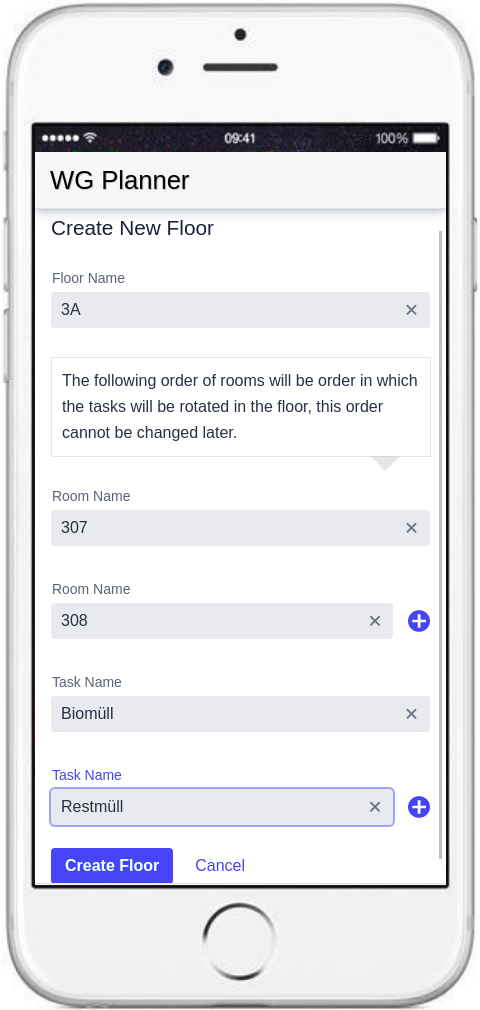 09:41
100%
WG Planner
Create New Floor
Floor Name
3A
The following order of rooms will be order in which
the tasks will be rotated in the floor, this order
cannot be changed later.
Room Name
307
Room Name
308
Task Name
Biomüll
Task Name
Restmüll
Create Floor Cancel